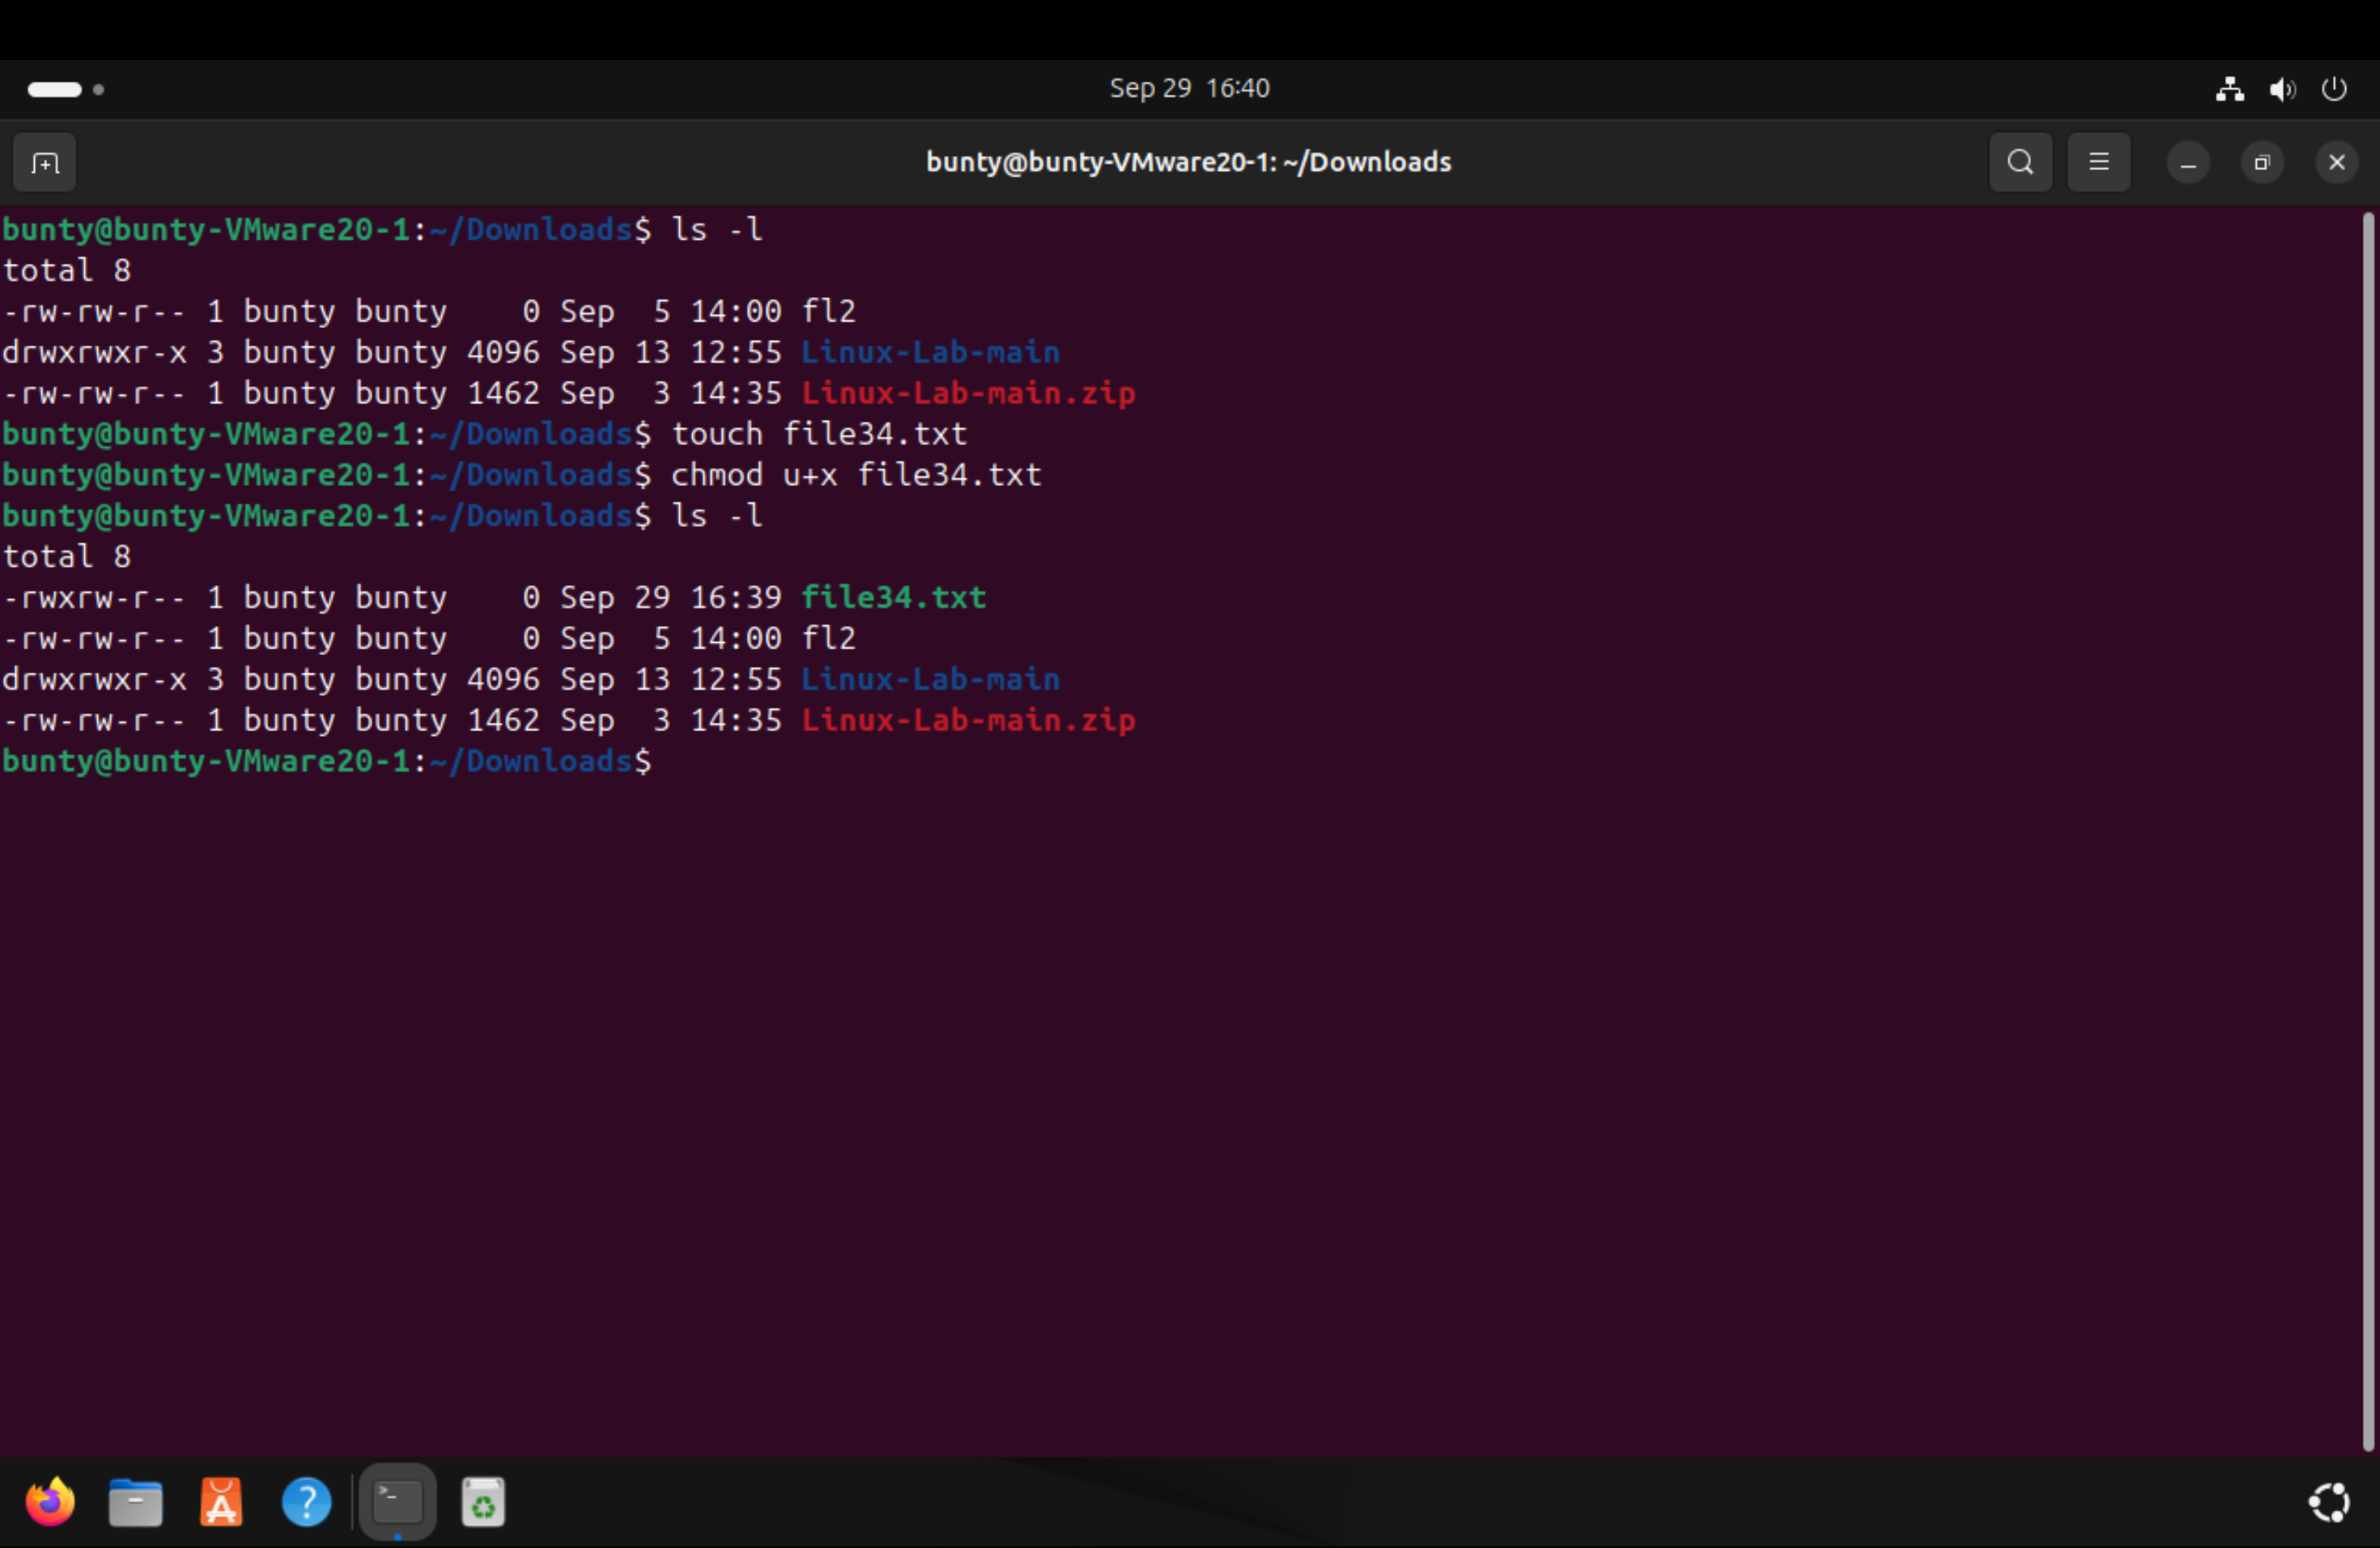 Sep 29 16:40
bunty@bunty-VMware20-1: ~/Downloads
bunty@bunty-VMware20-1:~/Downloads$ ls -l
total 8
-rw-rw-r-- 1 bunty bunty    0 Sep  5 14:00 fl2
drwxrwxr-x 3 bunty bunty 4096 Sep 13 12:55 Linux-Lab-main
-rw-rw-r-- 1 bunty bunty 1462 Sep  3 14:35 Linux-Lab-main.zip
bunty@bunty-VMware20-1:~/Downloads$ touch file34.txt
bunty@bunty-VMware20-1:~/Downloads$ chmod u+x file34.txt
bunty@bunty-VMware20-1:~/Downloads$ ls -l
total 8
-rwxrw-r-- 1 bunty bunty    0 Sep 29 16:39 file34.txt
-rw-rw-r-- 1 bunty bunty    0 Sep  5 14:00 fl2
drwxrwxr-x 3 bunty bunty 4096 Sep 13 12:55 Linux-Lab-main
-rw-rw-r-- 1 bunty bunty 1462 Sep  3 14:35 Linux-Lab-main.zip
bunty@bunty-VMware20-1:~/Downloads$